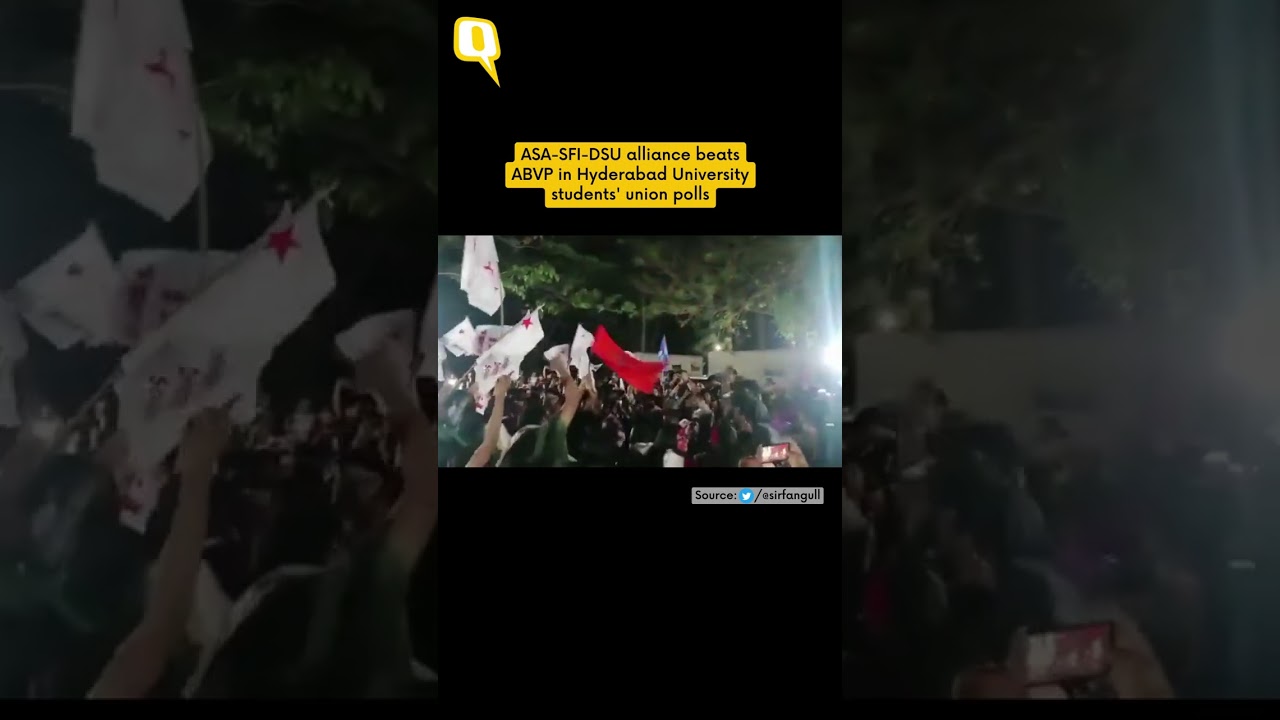 Q
ASA-SFI-DSU alliance beats
ABVP in Hyderabad University
students' union polls
Source: /@sirfangull